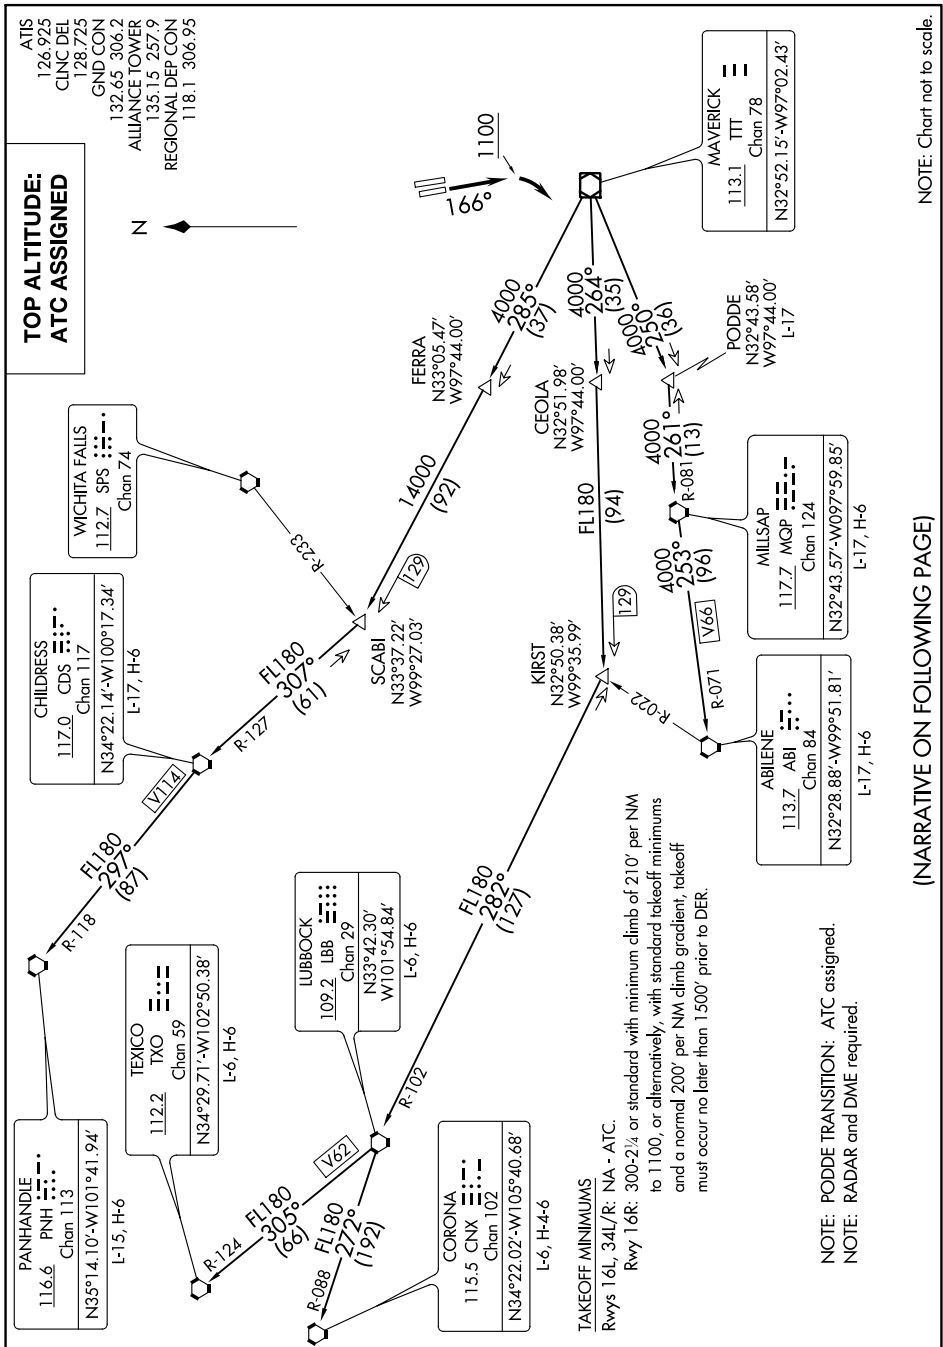 TOP ALTITUDE:
ATC ASSIGNED
ATIS
126.925
CLNC DEL
128.725
GND CON
132.65 306.2
ALLIANCE TOWER
135.15 257.9
REGIONAL DEP CON
118.1 306.95
N
1100
166°
MAVERICK
113.1 TTT
Chan 78
N32°52.15'-W97°02.43'
NOTE: Chart not to scale.
4000
285°
(37)
4000
264°
(35)
4000
250°
(36)
FERRA
N33°05.47'
W97°44.00'
CEOLA
N32°51.98'
W97°44.00'
PODDE
N32°43.58'
W97°44.00'
L-17
WICHITA FALLS
112.7 SPS
Chan 74
R-233
14000
(92)
129
FL180
(94)
129
4000
261°
(13)
R-081
MILLSAP
117.7 MQP
Chan 124
N32°43.57'-W097°59.85'
L-17, H-6
4000
253°
(96)
V66
R-071
SCABI
N33°37.22'
W99°27.03'
KIRST
N32°50.38'
W99°35.99'
R-022
ABILENE
113.7 ABI
Chan 84
N32°28.88'-W99°51.81'
L-17, H-6
CHILDRESS
117.0 CDS
Chan 117
N34°22.14'-W100°17.34'
L-17, H-6
FL180
307°
(61)
R-127
V114
FL180
297°
(87)
R-118
PANHANDLE
116.6 PNH
Chan 113
N35°14.10'-W101°41.94'
L-15, H-6
FL180
282°
(127)
R-102
LUBBOCK
109.2 LBB
Chan 29
N33°42.30'
W101°54.84'
L-6, H-6
TEXICO
112.2 TXO
Chan 59
N34°29.71'-W102°50.38'
L-6, H-6
V62
FL180
305°
(66)
R-124
FL180
272°
(192)
R-088
CORONA
115.5 CNX
Chan 102
N34°22.02'-W105°40.68'
L-6, H-4-6
TAKEOFF MINIMUMS
Rwys 16L, 34L/R: NA - ATC.
Rwy 16R: 300-2¼ or standard with minimum climb of 210' per NM
to 1100, or alternatively, with standard takeoff minimums
and a normal 200' per NM climb gradient, takeoff
must occur no later than 1500' prior to DER.
NOTE: PODDE TRANSITION: ATC assigned.
NOTE: RADAR and DME required.
(NARRATIVE ON FOLLOWING PAGE)